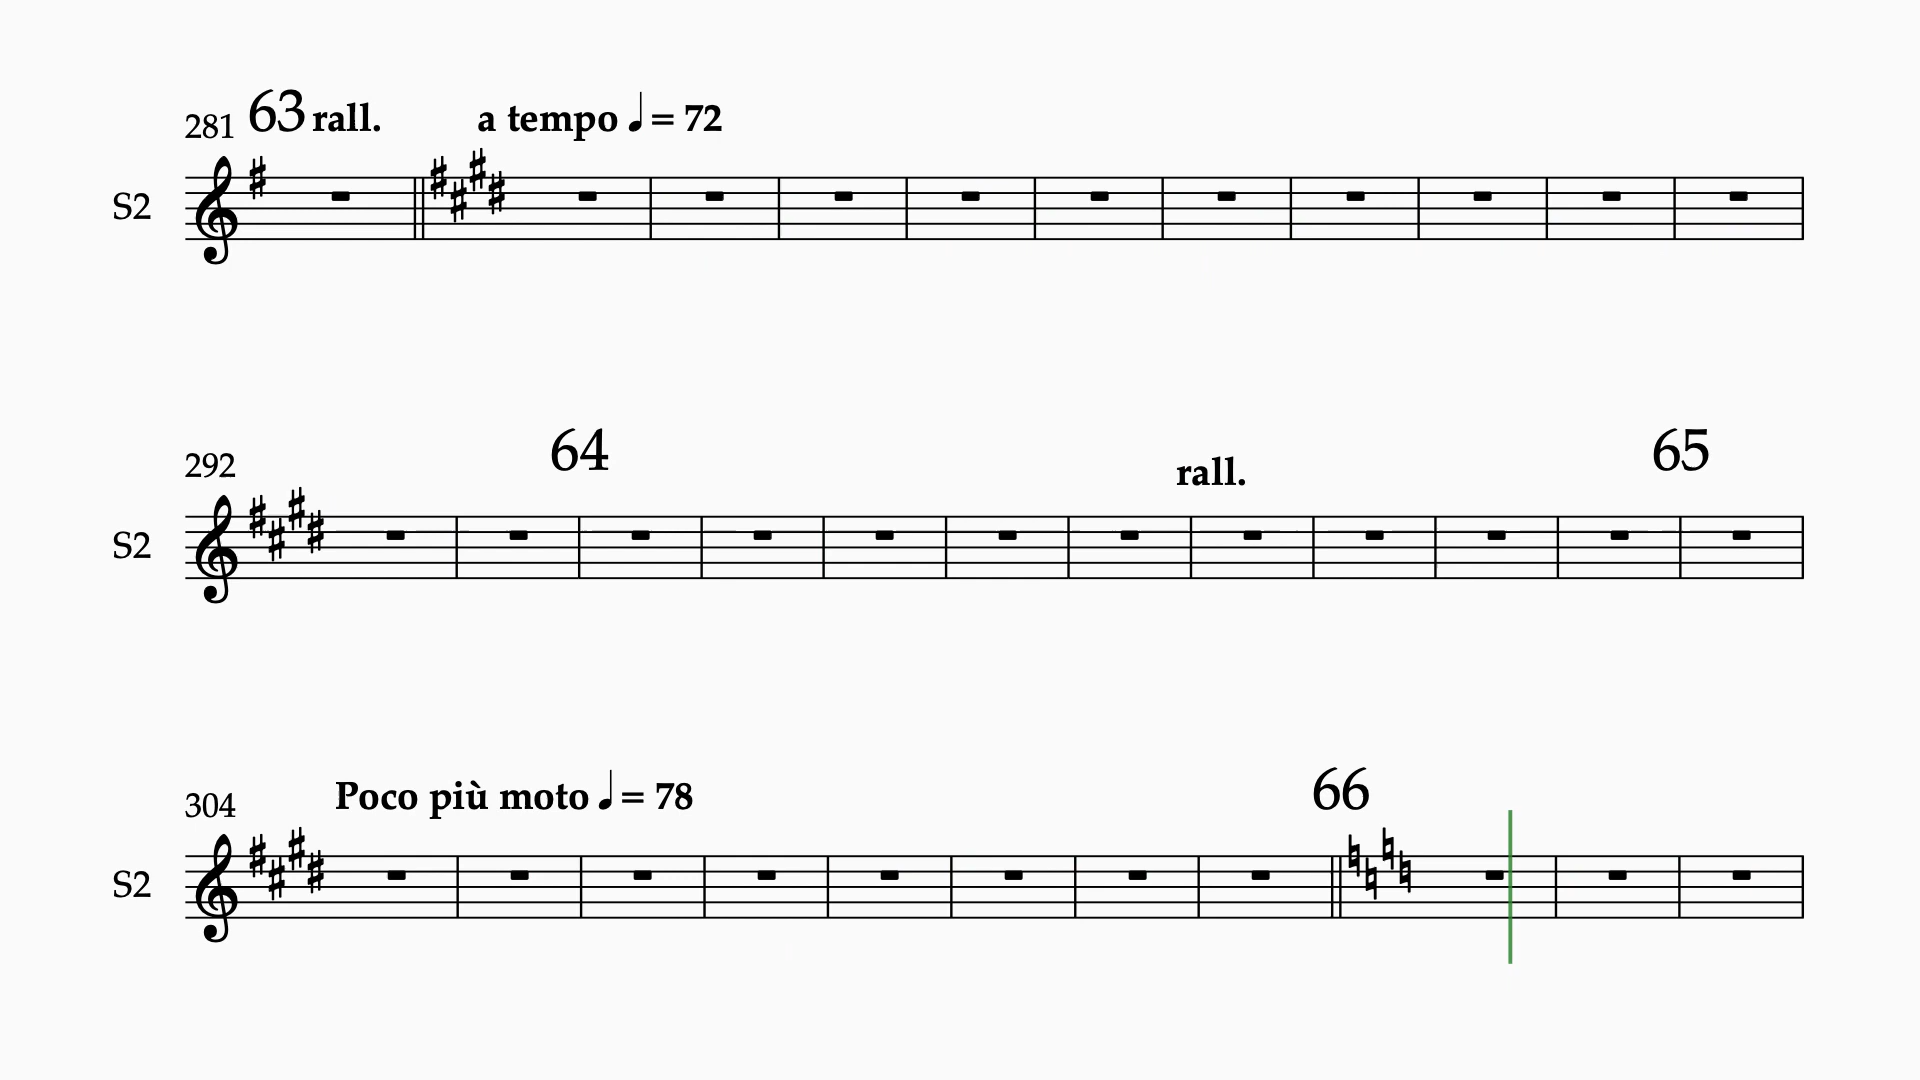 281 63 rall. a tempo ♩ = 72
S2
292 64 rall. 65
S2
304 Poco più moto ♩ = 78 66
S2